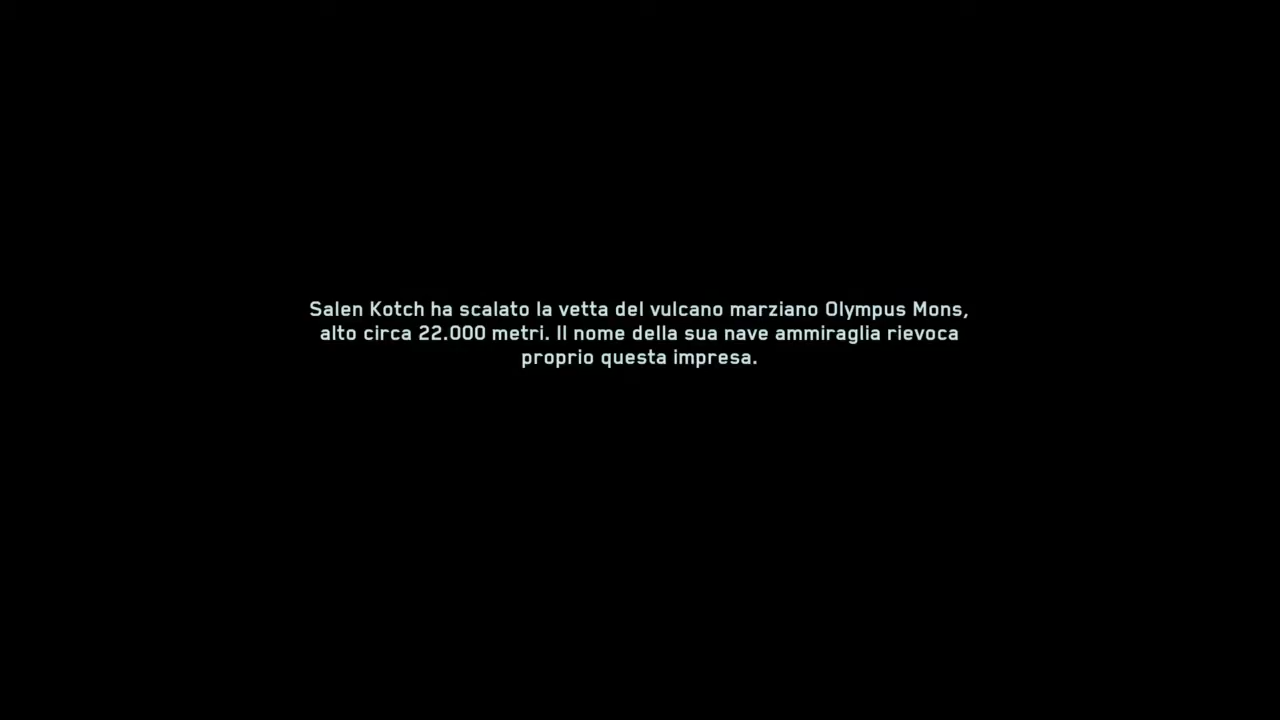 Salen Kotch ha scalato la vetta del vulcano marziano Olympus Mons,
alto circa 22.000 metri. Il nome della sua nave ammiraglia rievoca
proprio questa impresa.